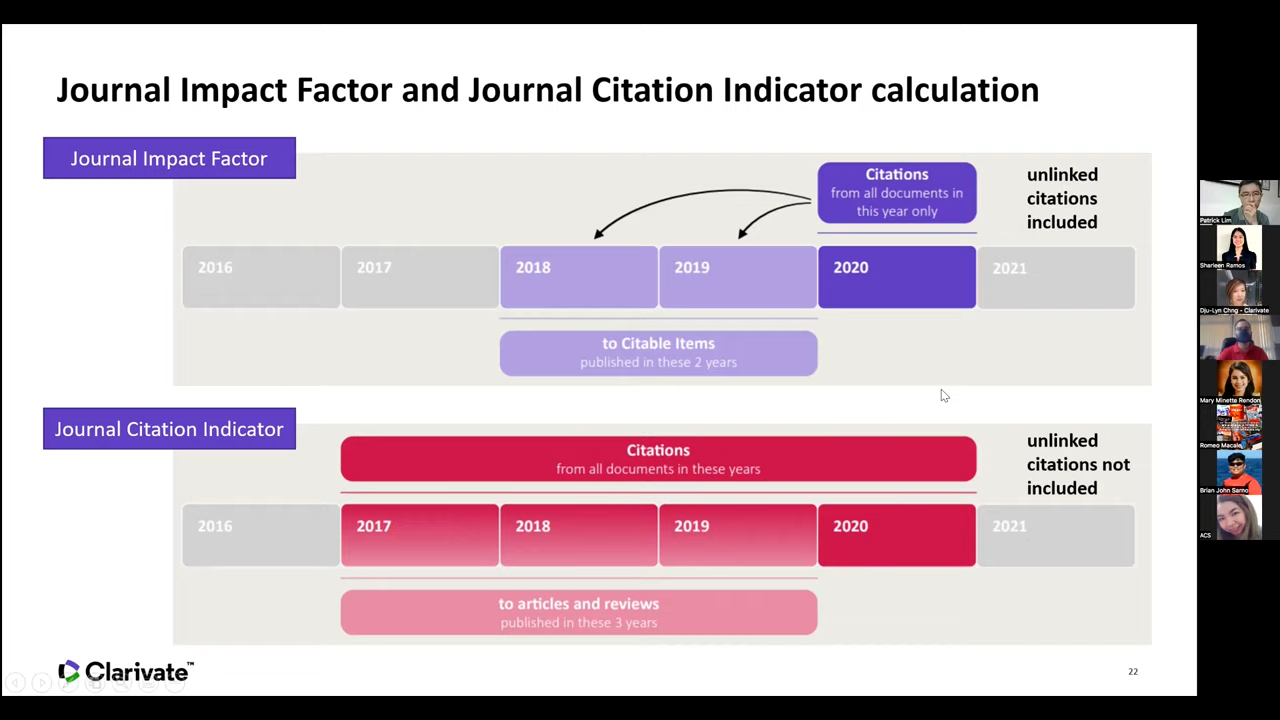 Journal Impact Factor and Journal Citation Indicator calculation
Journal Impact Factor
Citations
from all documents in
this year only
unlinked
citations
included
2016
2017
2018
2019
2020
2021
to Citable Items
published in these 2 years
Journal Citation Indicator
Citations
from all documents in these years
unlinked
citations not
included
2016
2017
2018
2019
2020
2021
to articles and reviews
published in these 3 years
Clarivate™
22
Patrick Lim
Sharleen Ramos
Dju-Lyn Chng - Clarivate
Mary Minette Rendon
Romeo Macale
Brian John Sarno
ACS